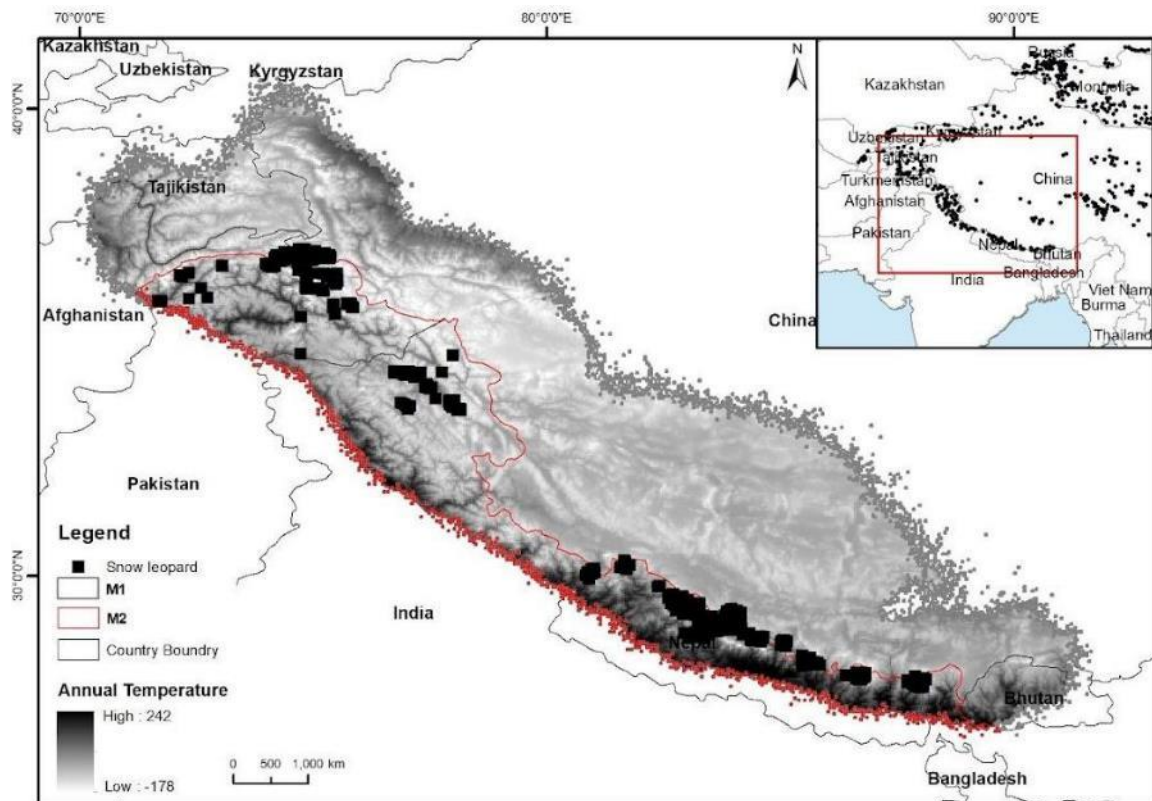 70°0'0"E
80°0'0"E
90°0'0"E
Kazakhstan
Uzbekistan
Kyrgyzstan
N
40°0'0"N
Tajikistan
Afghanistan
China
Pakistan
India
30°0'0"N
Nepal
Bhutan
Bangladesh
Russia
Kazakhstan
Mongolia
Uzbekistan
Kyrgyzstan
Tajikistan
Turkmenistan
China
Afghanistan
Pakistan
Nepal
Bhutan
Bangladesh
India
Viet Nam
Burma
Thailand
Legend
Snow leopard
M1
M2
Country Boundry
Annual Temperature
High : 242
Low : -178
0 500 1,000 km